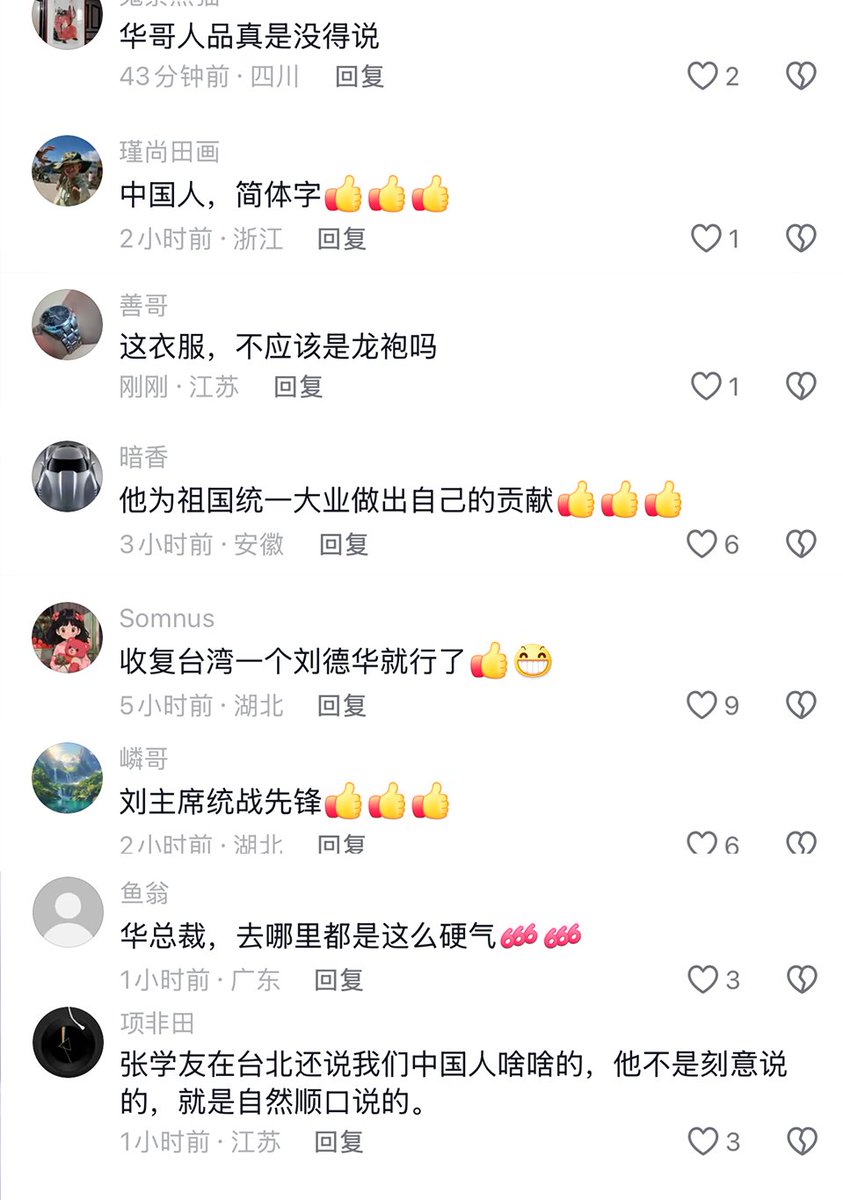 华哥人品真是没得说
43分钟前·四川 回复 2
瑾尚田画
中国人，简体字👍👍👍
2小时前·浙江 回复 1
善哥
这衣服，不应该是龙袍吗
刚刚·江苏 回复 1
暗香
他为祖国统一大业做出自己的贡献👍👍👍
3小时前·安徽 回复 6
Somnus
收复台湾一个刘德华就行了👍😁
5小时前·湖北 回复 9
嶙哥
刘主席统战先锋👍👍👍
2小时前·湖北 回复 6
鱼翁
华总裁，去哪里都是这么硬气666 666
1小时前·广东 回复 3
项非田
张学友在台北还说我们中国人啥啥的，他不是刻意说
的，就是自然顺口说的。
1小时前·江苏 回复 3